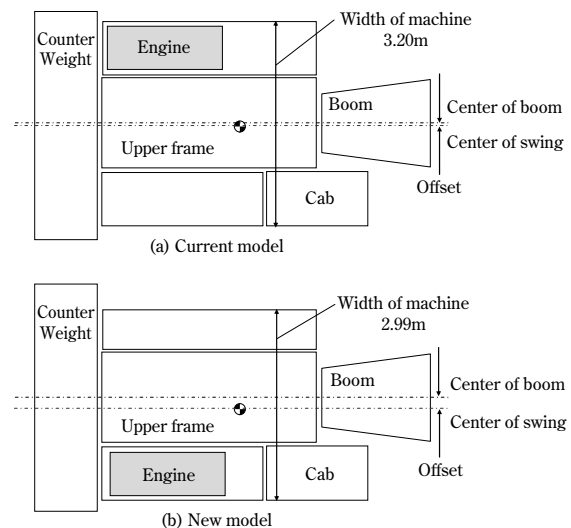 Counter
Weight
Engine
Width of machine
3.20m
Boom
Center of boom
Center of swing
Upper frame
Offset
Cab
(a) Current model
Counter
Weight
Width of machine
2.99m
Boom
Center of boom
Center of swing
Upper frame
Offset
Engine
Cab
(b) New model